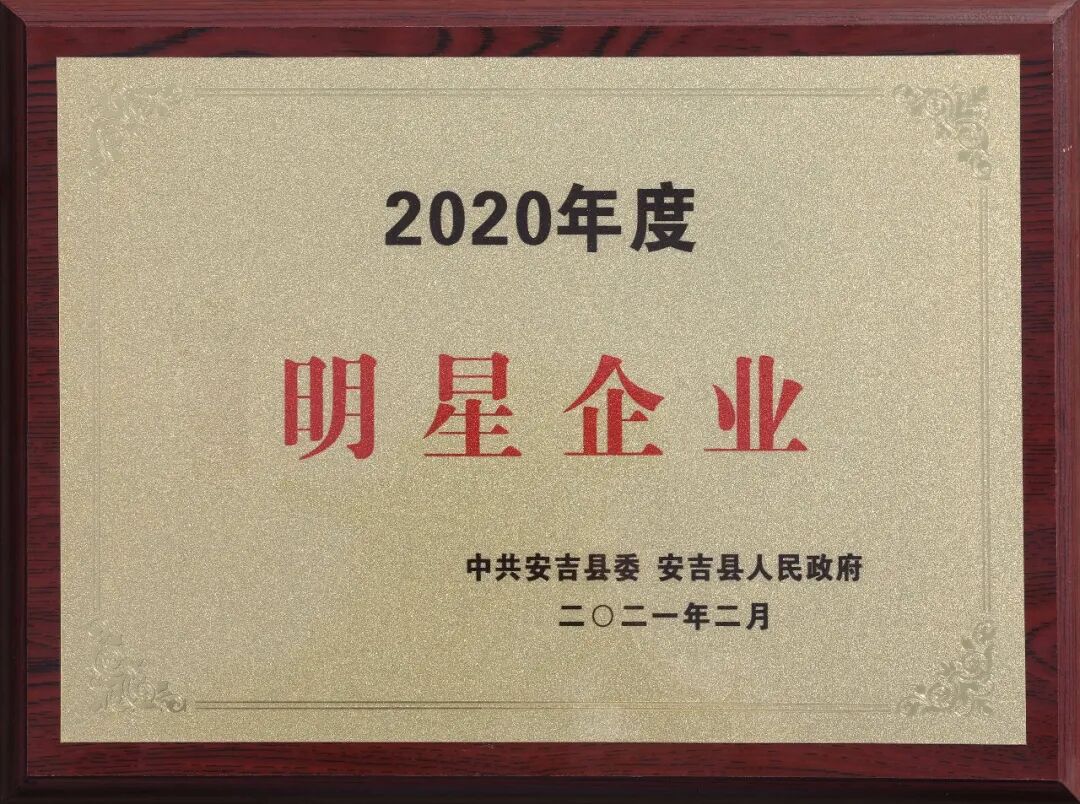 2020年度
明星企业
中共安吉县委 安吉县人民政府
二〇二一年二月